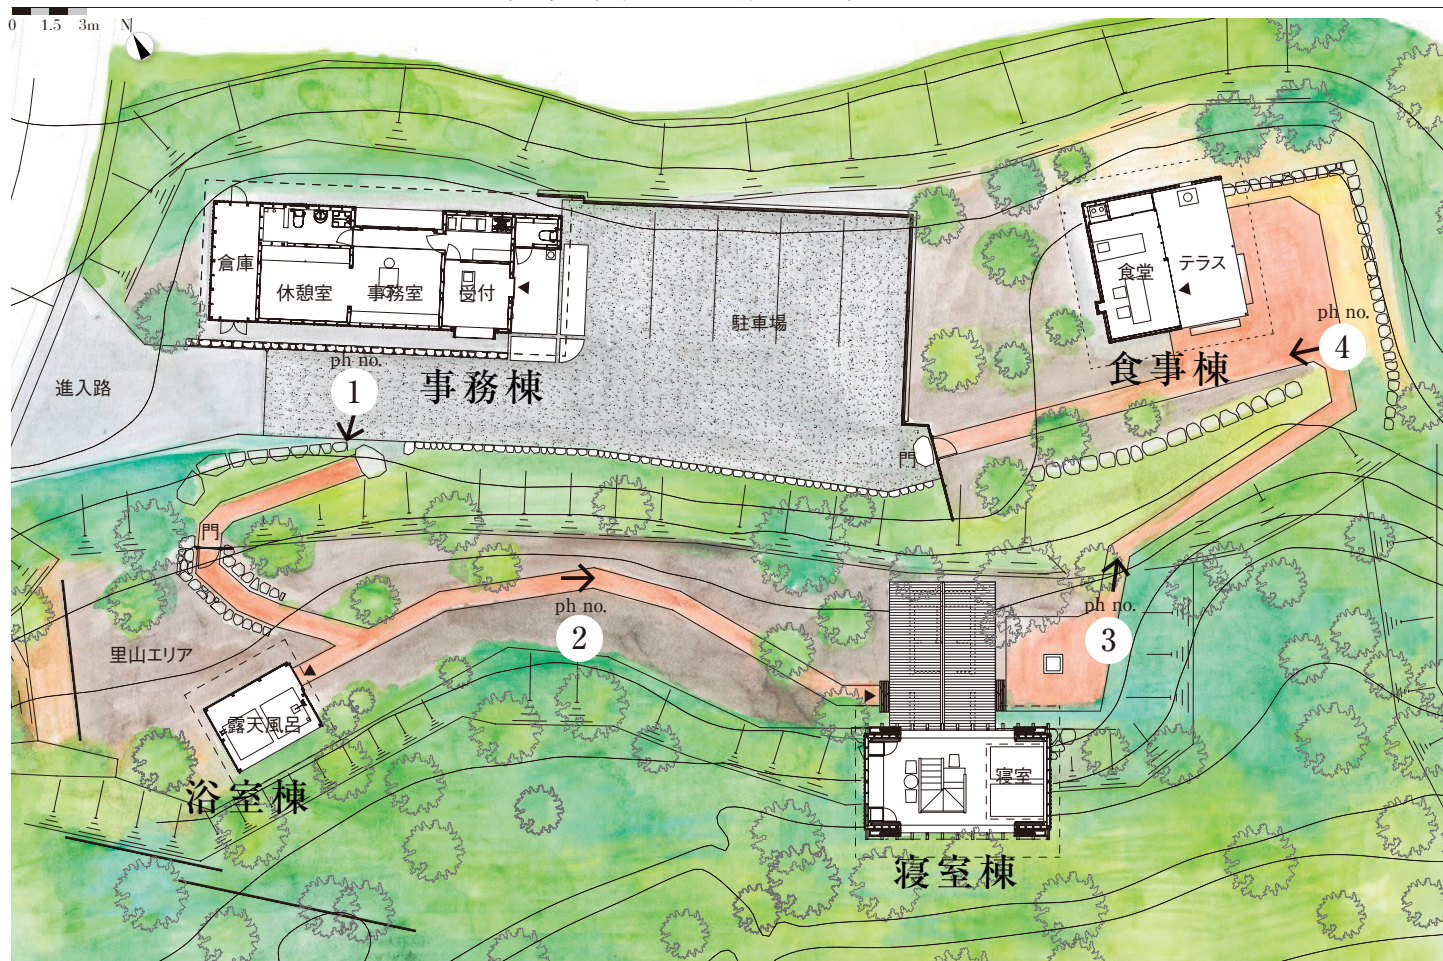 0 1.5 3m N
倉庫
休憩室
事務室
受付
駐車場
食堂
テラス
進入路
ph no.
1
事務棟
食事棟
ph no.
4
門
門
ph no.
2
ph no.
3
里山エリア
露天風呂
浴室棟
寝室
寝室棟